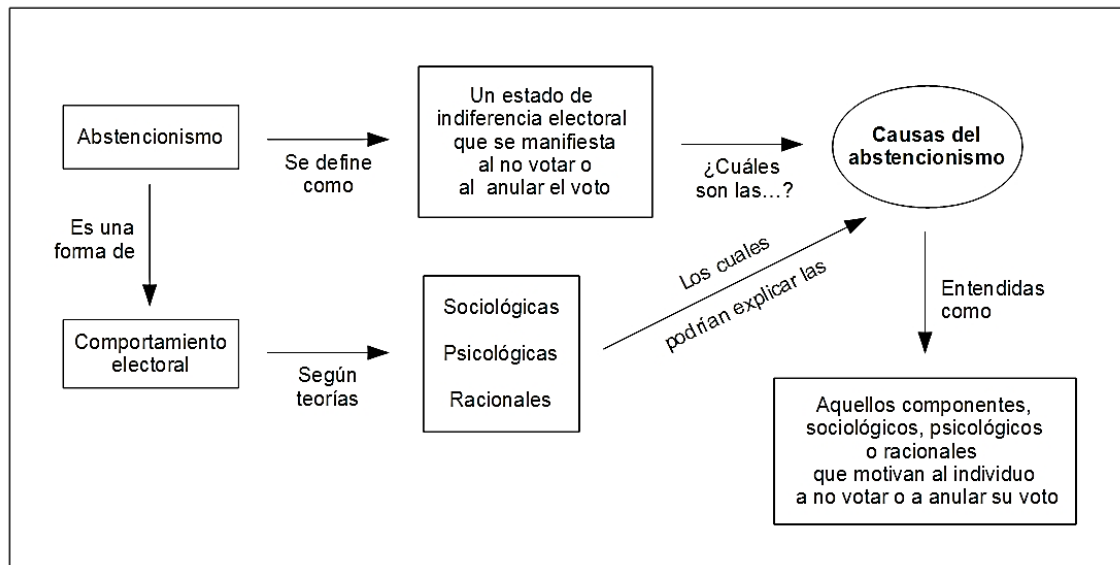 Abstencionismo
Se define
como
Un estado de
indiferencia electoral
que se manifiesta
al no votar o
al anular el voto
¿Cuáles
son las...?
Causas del
abstencionismo
Es una
forma de
Comportamiento
electoral
Según
teorías
Sociológicas
Psicológicas
Racionales
Los cuales
podrían explicar las
Entendidas
como
Aquellos componentes,
sociológicos, psicológicos
o racionales
que motivan al individuo
a no votar o a anular su voto